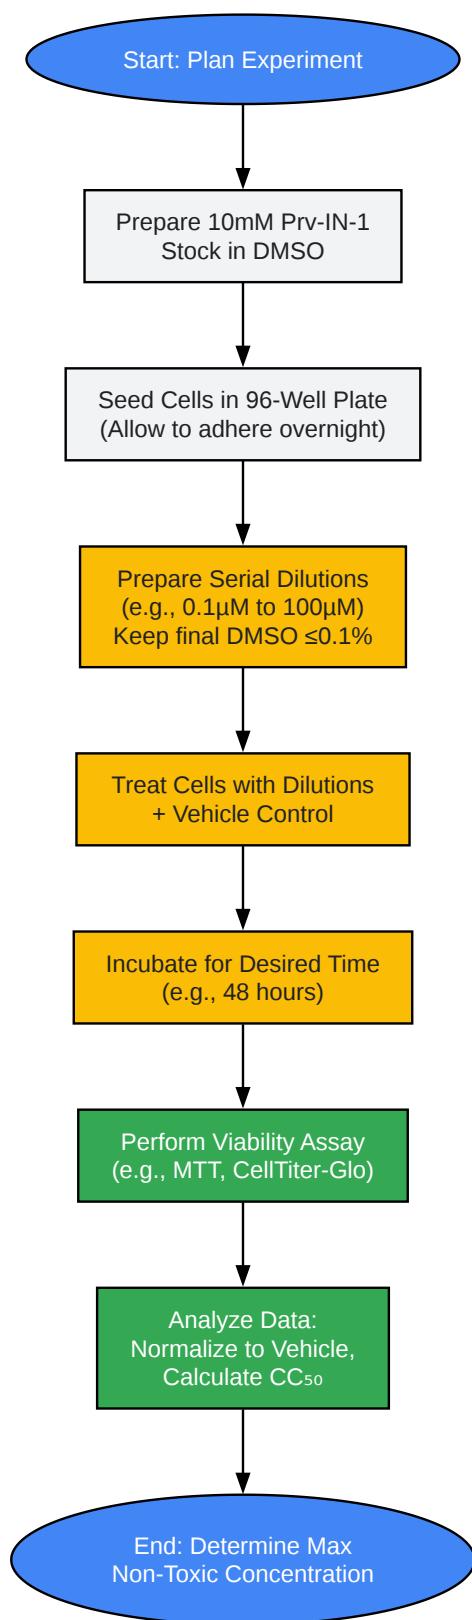 Start: Plan Experiment
Prepare 10mM Prv-IN-1
Stock in DMSO
Seed Cells in 96-Well Plate
(Allow to adhere overnight)
Prepare Serial Dilutions
(e.g., 0.1µM to 100µM)
Keep final DMSO ≤0.1%
Treat Cells with Dilutions
+ Vehicle Control
Incubate for Desired Time
(e.g., 48 hours)
Perform Viability Assay
(e.g., MTT, CellTiter-Glo)
Analyze Data:
Normalize to Vehicle,
Calculate CC₅₀
End: Determine Max
Non-Toxic Concentration